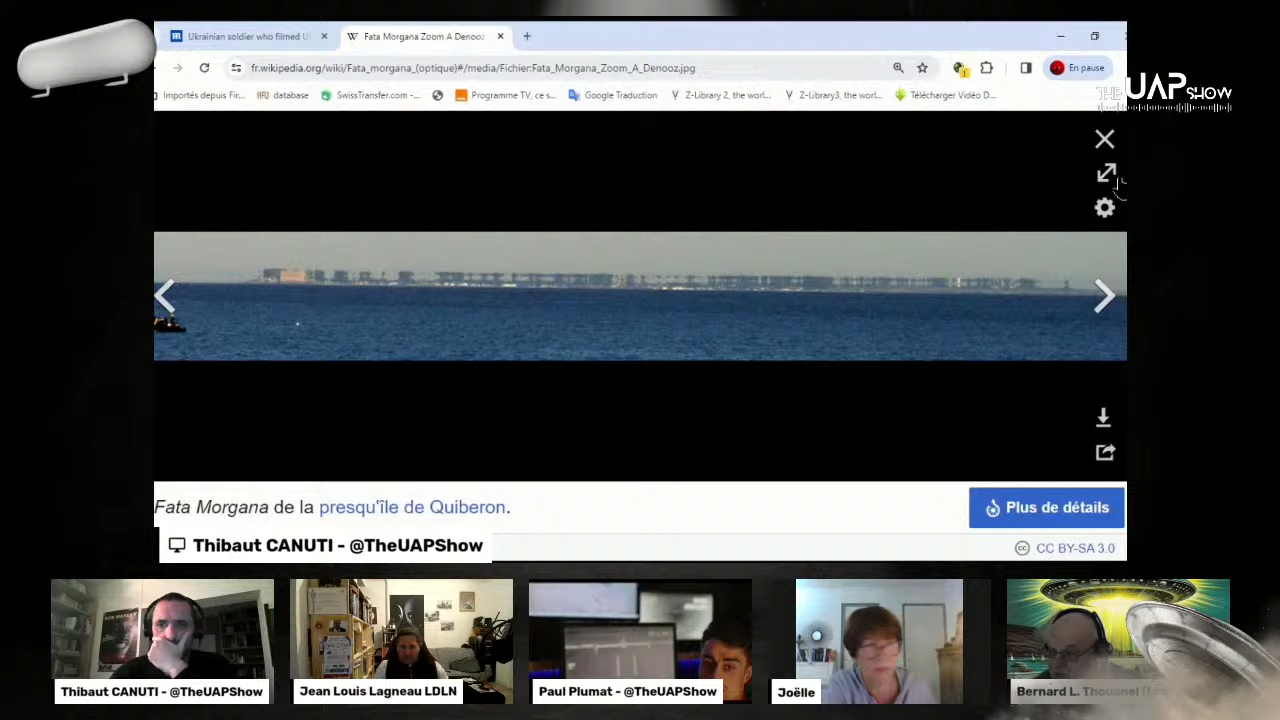 Ukrainian soldier who filmed U
Fata Morgana Zoom A Denooz
fr.wikipedia.org/wiki/Fata_morgana_(optique)#/media/Fichier:Fata_Morgana_Zoom_A_Denooz.jpg
En pause
Importés depuis Fir...
database
SwissTransfer.com -...
Programme TV, ce s...
Google Traduction
Z-Library 2, the worl...
Z-Library3, the worl...
Télécharger Vidéo D...
THE UAP SHOW
Fata Morgana de la presqu'île de Quiberon.
Plus de détails
Thibaut CANUTI - @TheUAPShow
CC BY-SA 3.0
Thibaut CANUTI - @TheUAPShow
Jean Louis Lagneau LDLN
Paul Plumat - @TheUAPShow
Joëlle
Bernard L. Thouanel